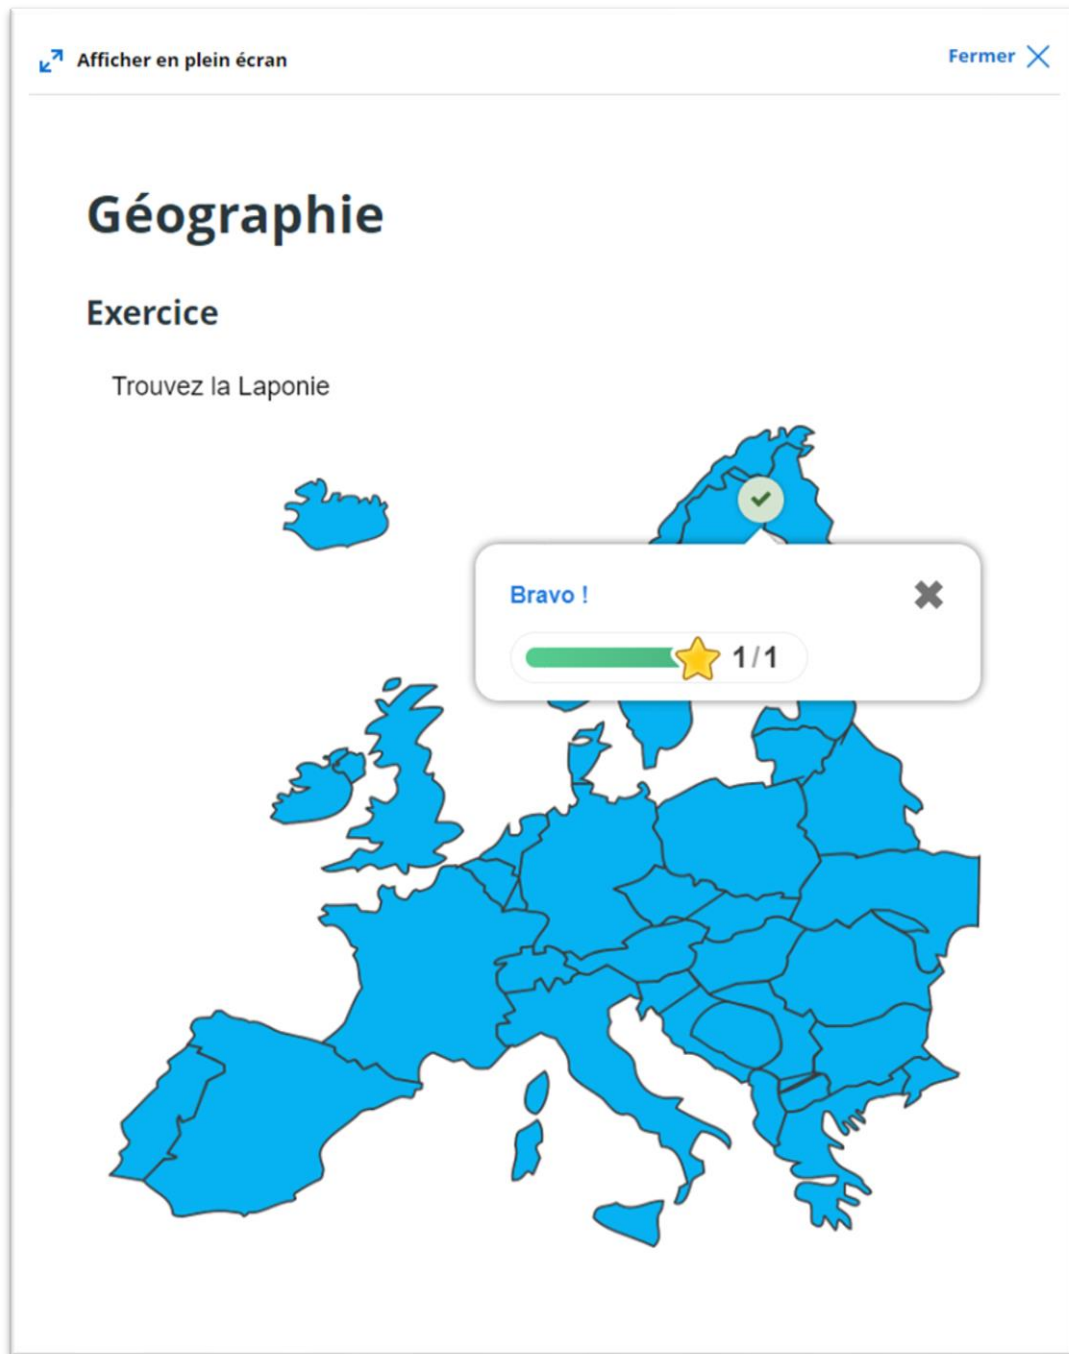 Afficher en plein écran
Fermer
Géographie
Exercice
Trouvez la Laponie
Bravo !
1/1